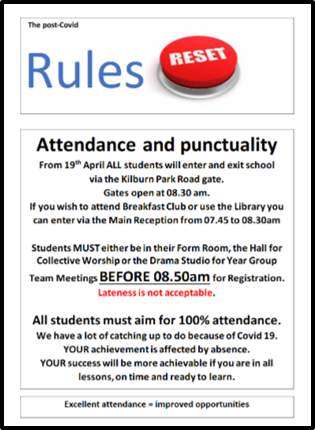 The post-Covid
Rules
RESET
Attendance and punctuality
From 19th April ALL students will enter and exit school
via the Kilburn Park Road gate.
Gates open at 08.30 am.
If you wish to attend Breakfast Club or use the Library you
can enter via the Main Reception from 07.45 to 08.30am
Students MUST either be in their Form Room, the Hall for
Collective Worship or the Drama Studio for Year Group
Team Meetings BEFORE 08.50am for Registration.
Lateness is not acceptable.
All students must aim for 100% attendance.
We have a lot of catching up to do because of Covid 19.
YOUR achievement is affected by absence.
YOUR success will be more achievable if you are in all
lessons, on time and ready to learn.
Excellent attendance = improved opportunities